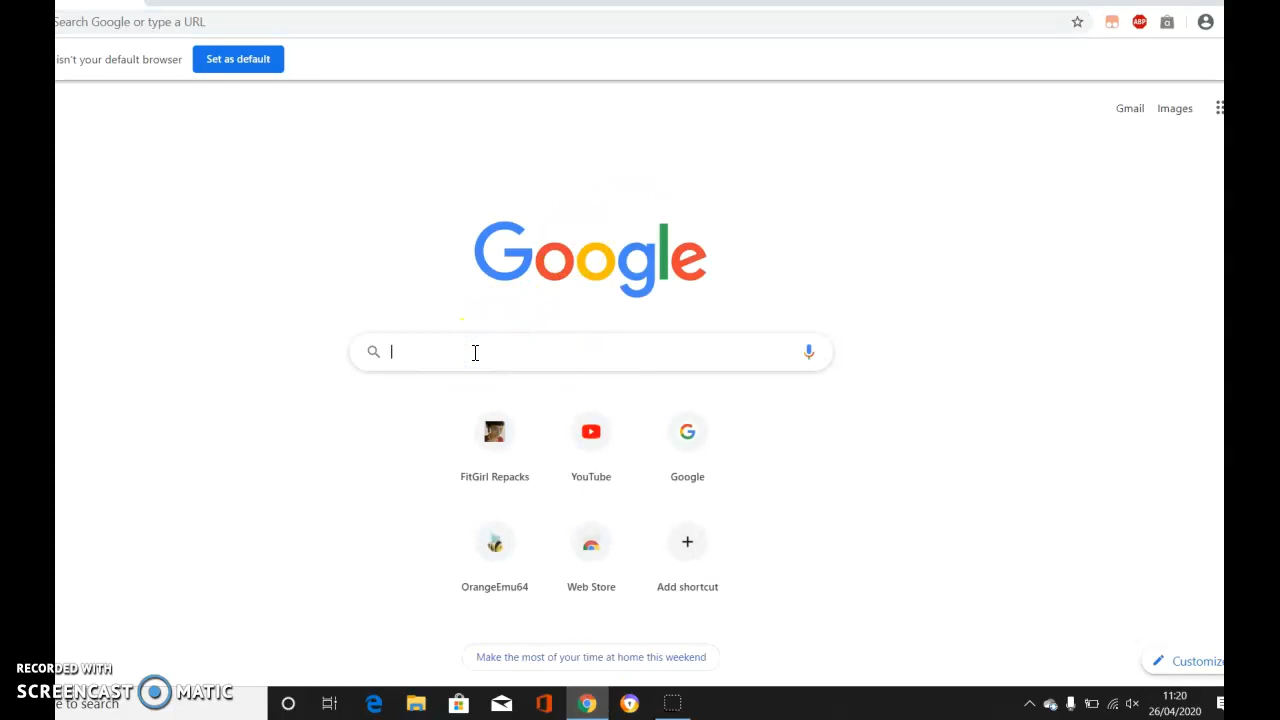 Search Google or type a URL
ABP
isn't your default browser
Set as default
Gmail
Images
Google
FitGirl Repacks
YouTube
Google
OrangeEmu64
Web Store
Add shortcut
Make the most of your time at home this weekend
Customize
RECORDED WITH
SCREENCAST MATIC
e to search
11:20
26/04/2020